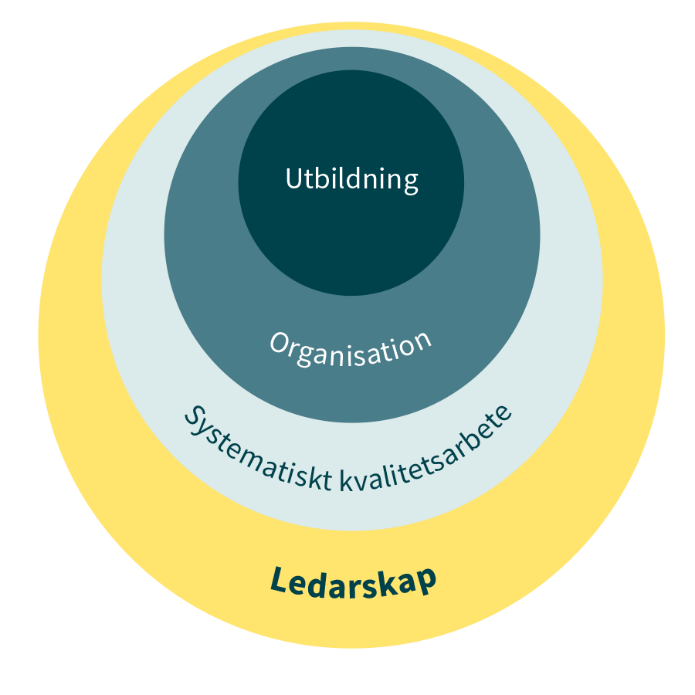 Utbildning
Organisation
Systematiskt kvalitetsarbete
Ledarskap